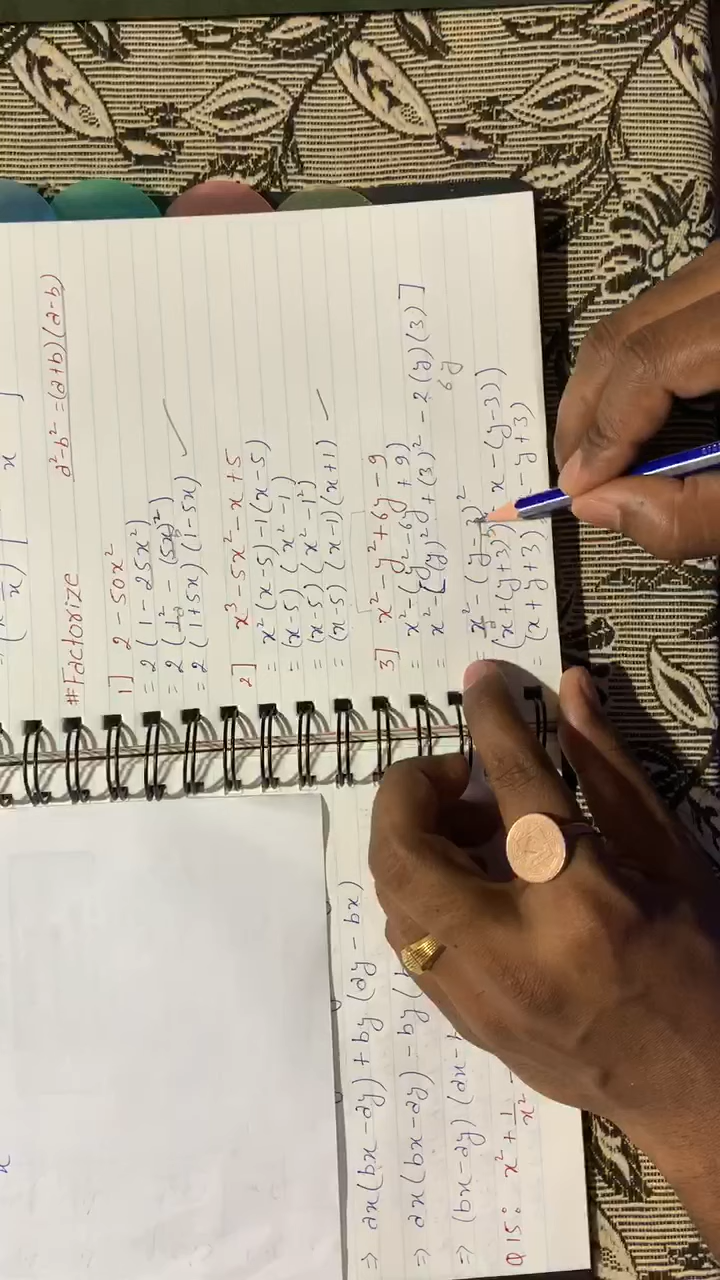 x
a²-b² = (a+b)(a-b)
#Factorize
1] 2 - 50x²
= 2(1 - 25x²)
= 2(1² - (5x)²)
= 2(1+5x)(1-5x)
2] x³ - 5x² - x + 5
= x²(x-5) - 1(x-5)
= (x-5)(x²-1)
= (x-5)(x²-1²)
= (x-5)(x-1)(x+1)
3] x² - y² + 6y - 9
= x² - (y² - 6y + 9)
= x² - [(y)² + (3)² - 2(y)(3)]
6y
= x² - (y-3)²
(x+(y+3) x-(y-3))
= (x+y+3) -y+3)
⇒ ax(bx-ay) + by(ay-bx)
⇒ ax(bx-ay) - by(
⇒ (bx-ay)(ax-
Q15: x² + 1/x² -
x